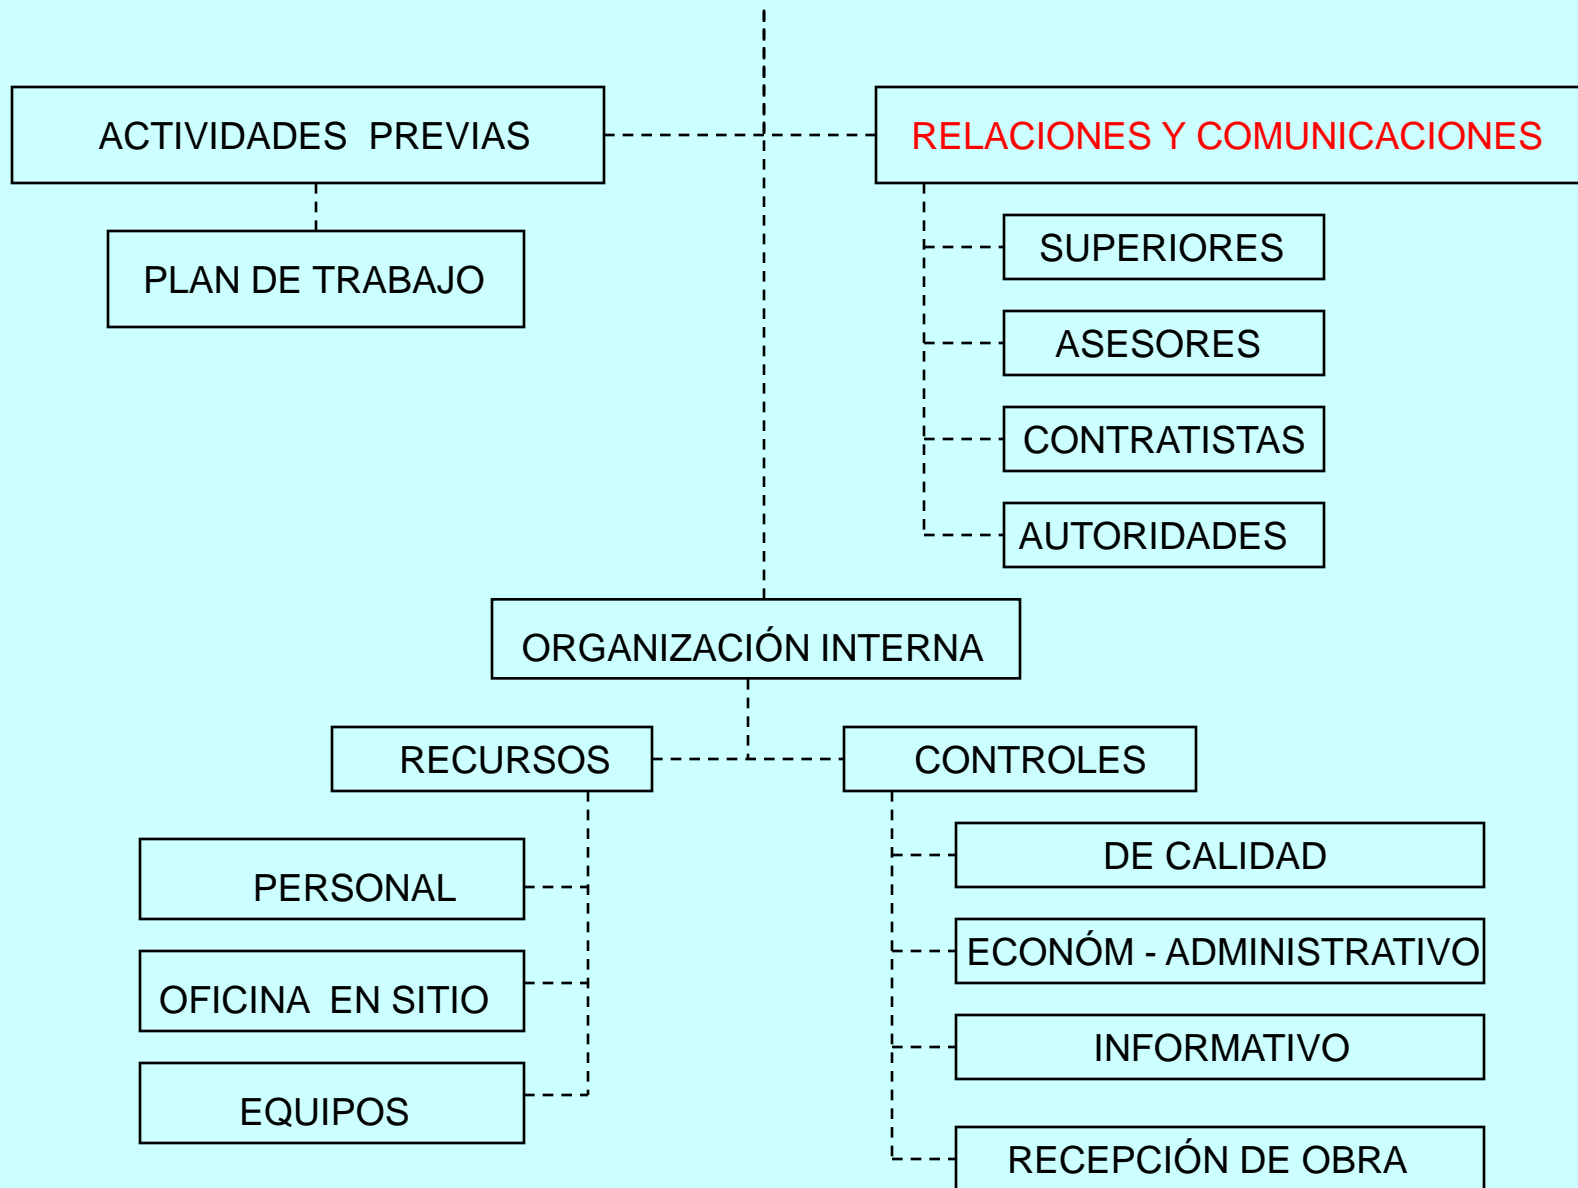 ACTIVIDADES PREVIAS
RELACIONES Y COMUNICACIONES
PLAN DE TRABAJO
SUPERIORES
ASESORES
CONTRATISTAS
AUTORIDADES
ORGANIZACIÓN INTERNA
RECURSOS
CONTROLES
PERSONAL
OFICINA EN SITIO
EQUIPOS
DE CALIDAD
ECONÓM - ADMINISTRATIVO
INFORMATIVO
RECEPCIÓN DE OBRA